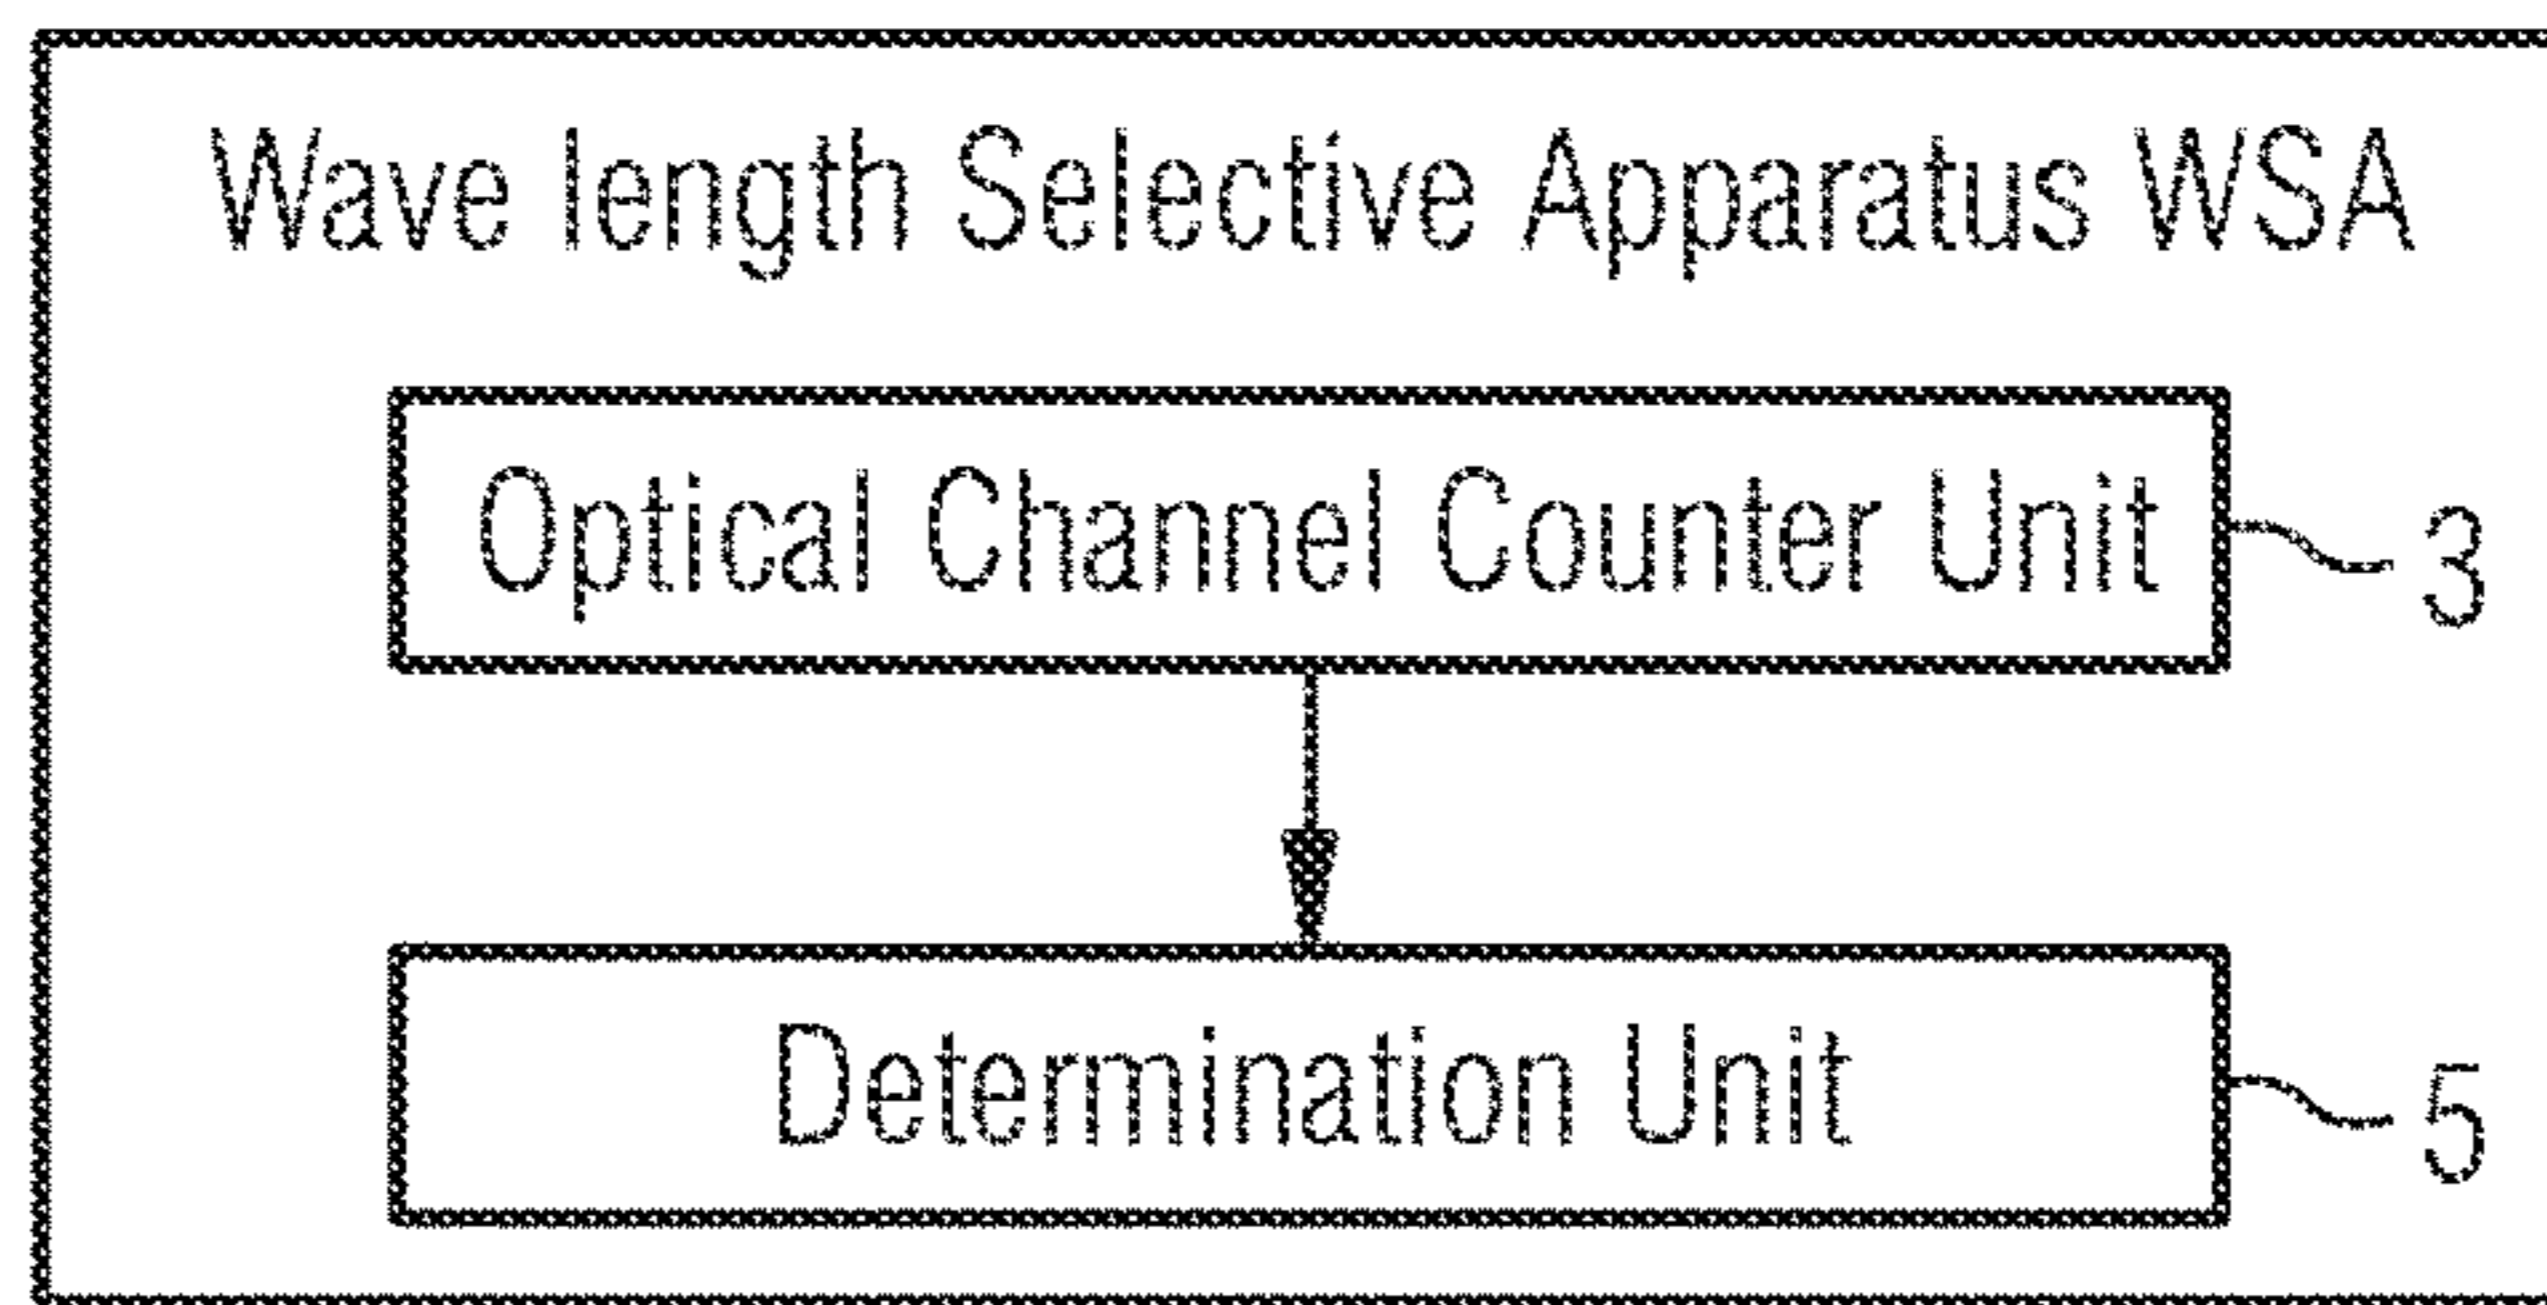 Wave length Selective Apparatus WSA
Optical Channel Counter Unit
3
Determination Unit
5